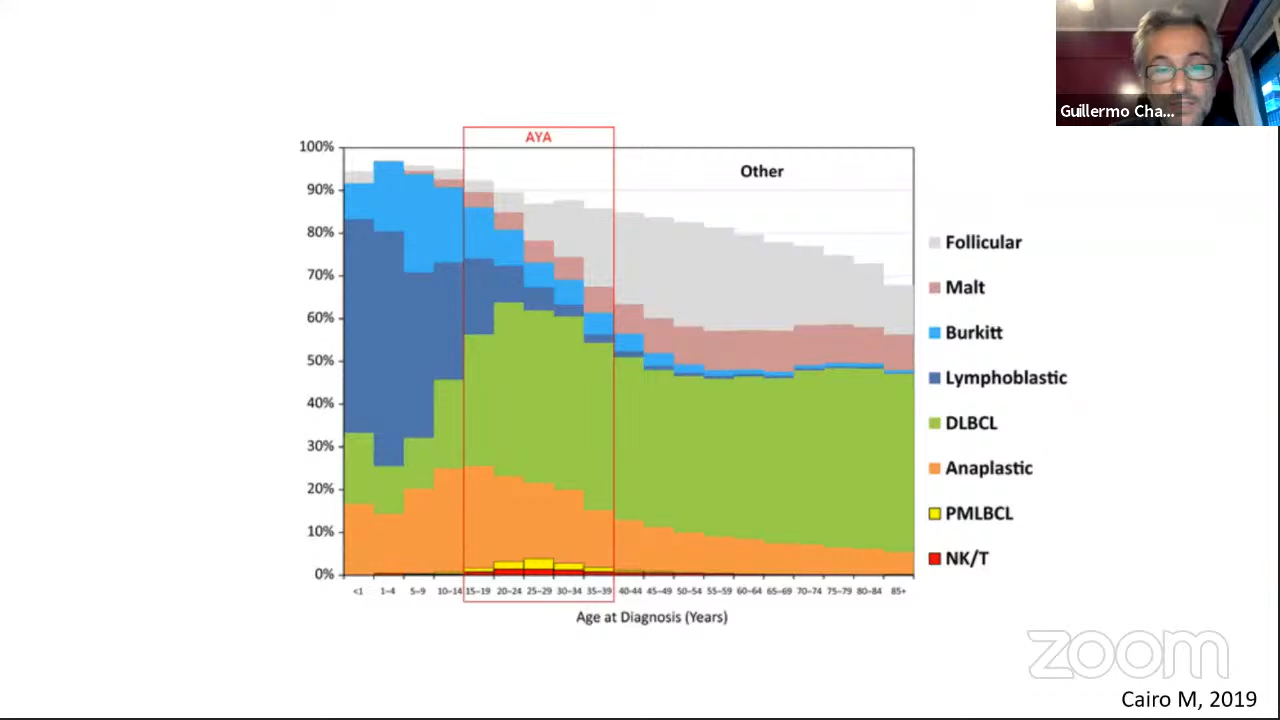 Guillermo Cha...
AYA
100%
90%
80%
70%
60%
50%
40%
30%
20%
10%
0%
Other
Follicular
Malt
Burkitt
Lymphoblastic
DLBCL
Anaplastic
PMLBCL
NK/T
<1 1–4 5–9 10–14 15–19 20–24 25–29 30–34 35–39 40-44 45–49 50–54 55–59 60–64 65–69 70–74 75–79 80–84 85+
Age at Diagnosis (Years)
zoom
Cairo M, 2019